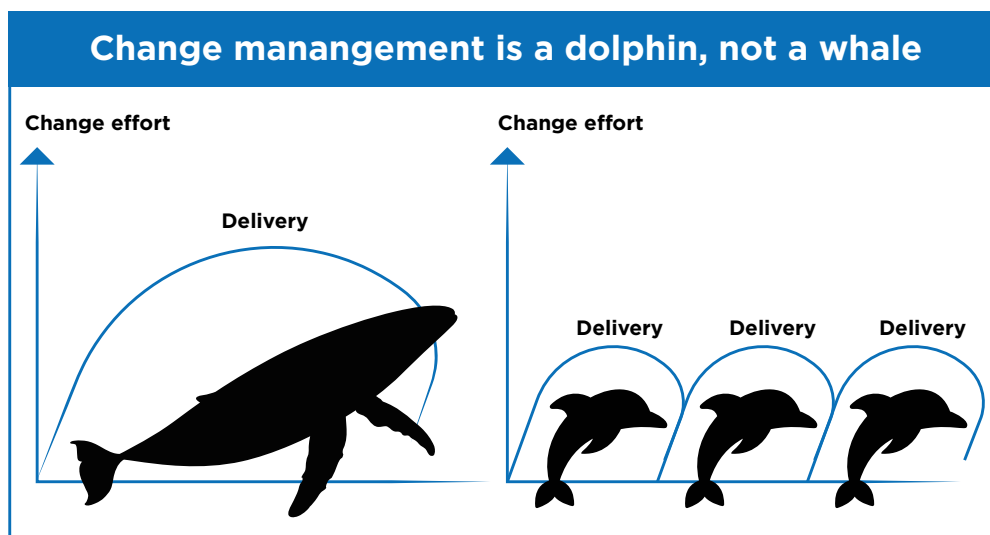 Change manangement is a dolphin, not a whale
Change effort
Delivery
Change effort
Delivery
Delivery
Delivery